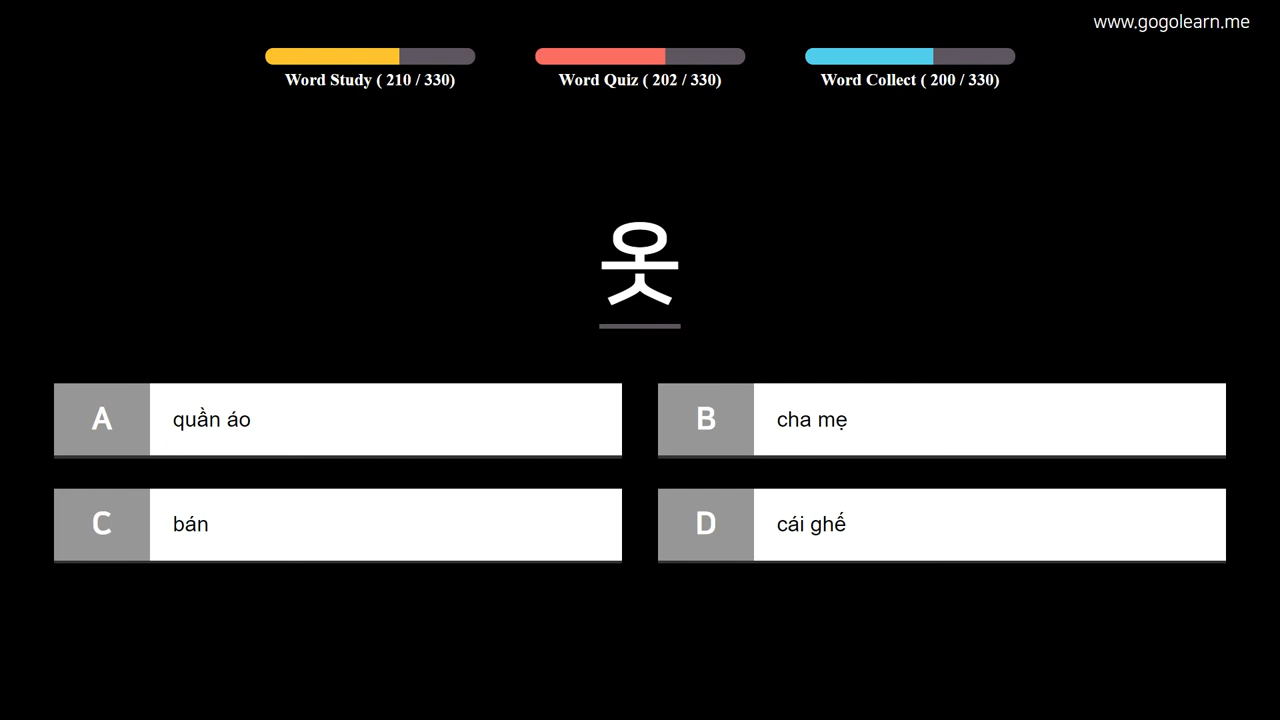 www.gogolearn.me
Word Study ( 210 / 330)
Word Quiz ( 202 / 330)
Word Collect ( 200 / 330)
옷
A quần áo
B cha mẹ
C bán
D cái ghế